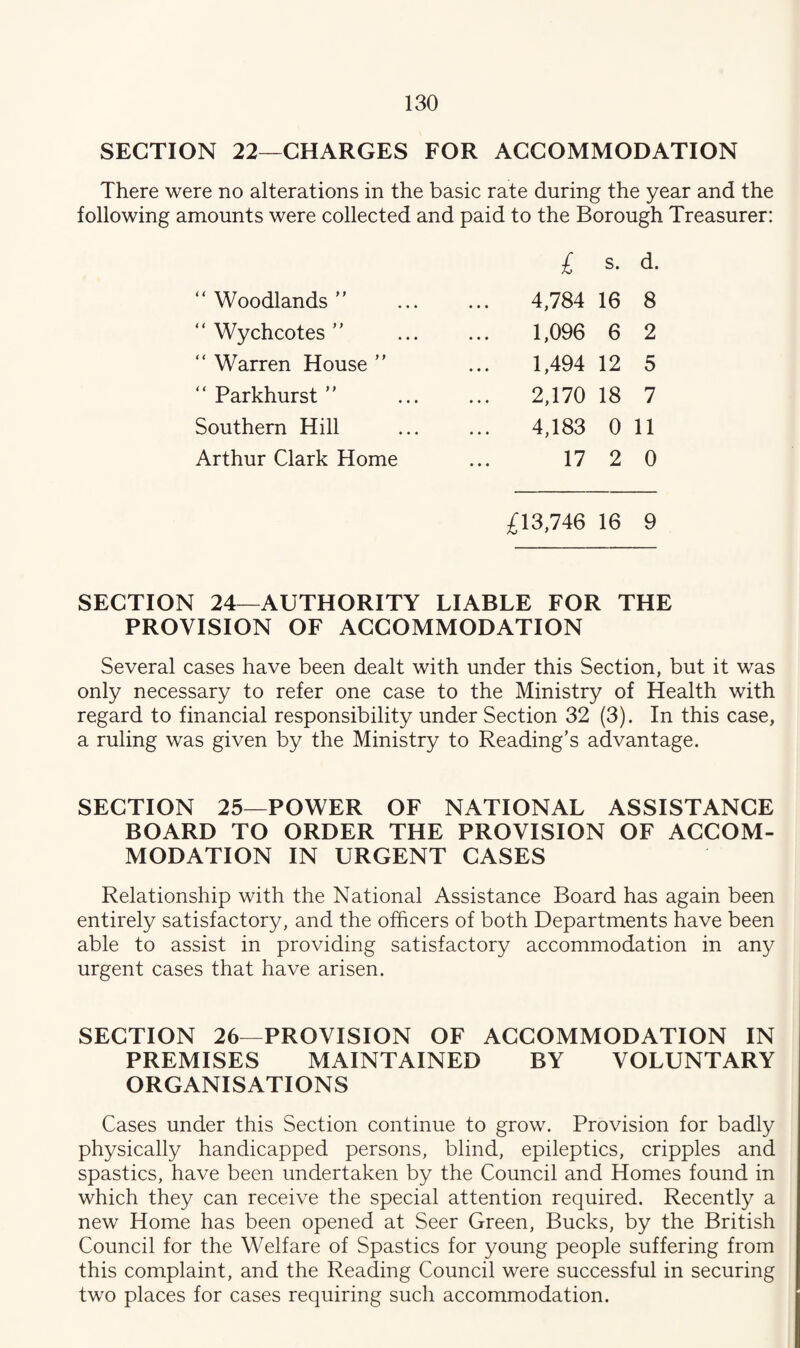 130
SECTION 22—CHARGES FOR ACCOMMODATION
There were no alterations in the basic rate during the year and the
following amounts were collected and paid to the Borough Treasurer:
£ s. d.
“ Woodlands ” ... ... 4,784 16 8
“ Wychcotes ” ... ... 1,096 6 2
“ Warren House ” ... 1,494 12 5
“ Parkhurst ” ... ... 2,170 18 7
Southern Hill ... ... 4,183 0 11
Arthur Clark Home ... 17 2 0
£13,746 16 9
SECTION 24—AUTHORITY LIABLE FOR THE
PROVISION OF ACCOMMODATION
Several cases have been dealt with under this Section, but it was
only necessary to refer one case to the Ministry of Health with
regard to financial responsibility under Section 32 (3). In this case,
a ruling was given by the Ministry to Reading’s advantage.
SECTION 25—POWER OF NATIONAL ASSISTANCE
BOARD TO ORDER THE PROVISION OF ACCOM-
MODATION IN URGENT CASES
Relationship with the National Assistance Board has again been
entirely satisfactory, and the officers of both Departments have been
able to assist in providing satisfactory accommodation in any
urgent cases that have arisen.
SECTION 26—PROVISION OF ACCOMMODATION IN
PREMISES MAINTAINED BY VOLUNTARY
ORGANISATIONS
Cases under this Section continue to grow. Provision for badly
physically handicapped persons, blind, epileptics, cripples and
spastics, have been undertaken by the Council and Homes found in
which they can receive the special attention required. Recently a
new Home has been opened at Seer Green, Bucks, by the British
Council for the Welfare of Spastics for young people suffering from
this complaint, and the Reading Council were successful in securing
two places for cases requiring such accommodation.